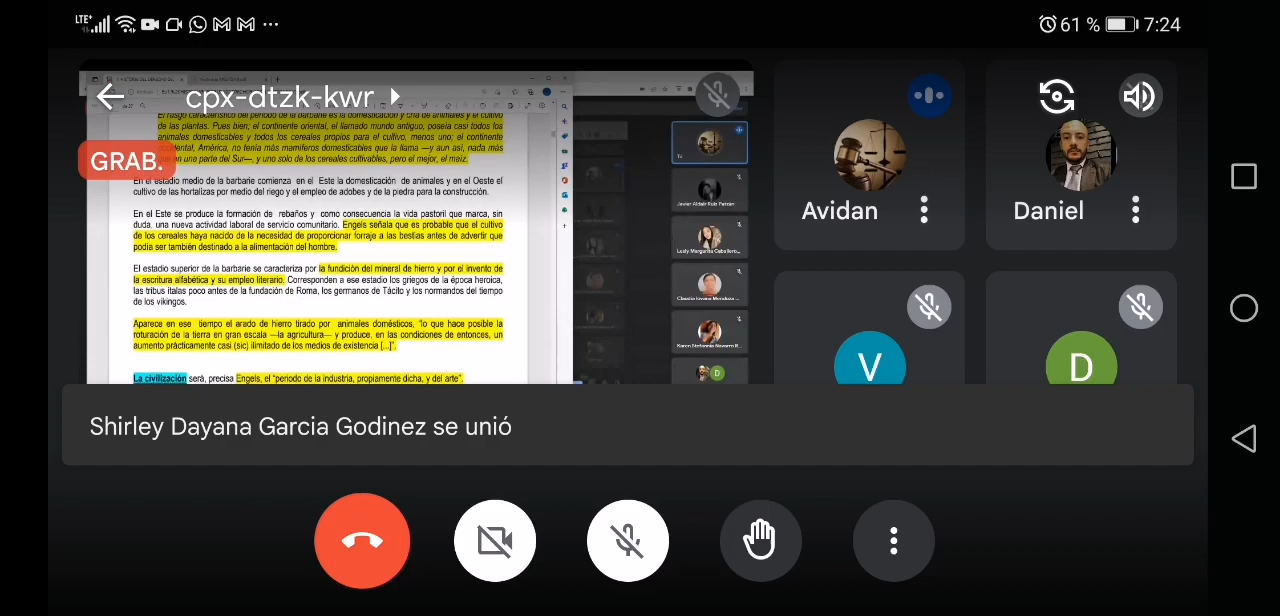 LTE+
61 % 7:24
cpx-dtzk-kwr
GRAB.
El rasgo característico del período de la barbarie es la domesticación y cría de animales y el cultivo
de las plantas. Pues bien; el continente oriental, el llamado mundo antiguo, poseía casi todos los
animales domesticables y todos los cereales propios para el cultivo, menos uno; el continente
occidental, América, no tenía más mamíferos domesticables que la llama —y aun así, nada más
en una parte del Sur—, y uno solo de los cereales cultivables, pero el mejor, el maíz.
En el estadio medio de la barbarie comienza en el Este la domesticación de animales y en el Oeste el
cultivo de las hortalizas por medio del riego y el empleo de adobes y de la piedra para la construcción.
En el Este se produce la formación de rebaños y como consecuencia la vida pastoril que marca, sin
duda, una nueva actividad laboral de servicio comunitario. Engels señala que es probable que el cultivo
de los cereales haya nacido de la necesidad de proporcionar forraje a las bestias antes de advertir que
podía ser también destinado a la alimentación del hombre.
El estadio superior de la barbarie se caracteriza por la fundición del mineral de hierro y por el invento de
la escritura alfabética y su empleo literario. Corresponden a ese estadio los griegos de la época heroica,
las tribus ítalas poco antes de la fundación de Roma, los germanos de Tácito y los normandos del tiempo
de los vikingos.
Aparece en ese tiempo el arado de hierro tirado por animales domésticos, "lo que hace posible la
roturación de la tierra en gran escala —la agricultura— y produce, en las condiciones de entonces, un
aumento prácticamente casi (sic) ilimitado de los medios de existencia [...]".
La civilización será, precisa Engels, el "periodo de la industria, propiamente dicha, y del arte".
Tú
Javier Aldair Ruiz
Lesly Margarita Caballero...
Claudia Mendoza ...
Karen Stefannia Navarro R...
D
Avidan
Daniel
V
D
Shirley Dayana Garcia Godinez se unió